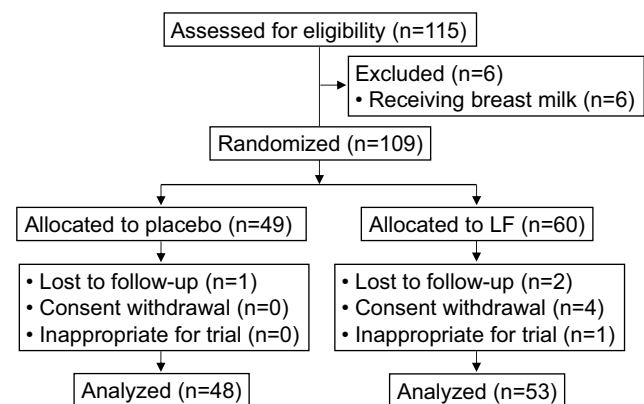 Assessed for eligibility (n=115)
Excluded (n=6)
• Receiving breast milk (n=6)
Randomized (n=109)
Allocated to placebo (n=49)
Allocated to LF (n=60)
• Lost to follow-up (n=1)
• Consent withdrawal (n=0)
• Inappropriate for trial (n=0)
• Lost to follow-up (n=2)
• Consent withdrawal (n=4)
• Inappropriate for trial (n=1)
Analyzed (n=48)
Analyzed (n=53)